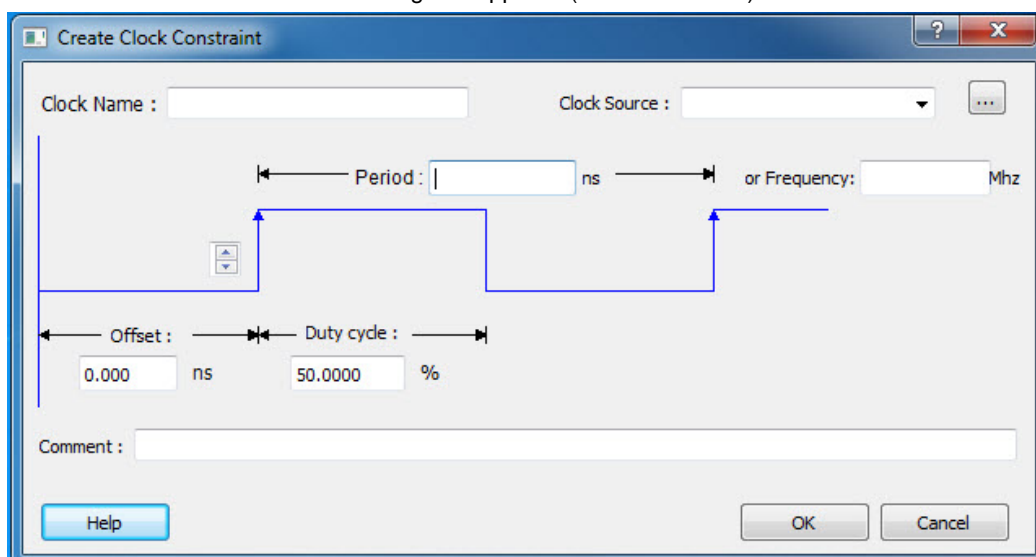 Create Clock Constraint
?
X
Clock Name :
Clock Source :
...
Period :
ns
or Frequency:
Mhz
Offset :
Duty cycle :
0.000
ns
50.0000
%
Comment :
Help
OK
Cancel